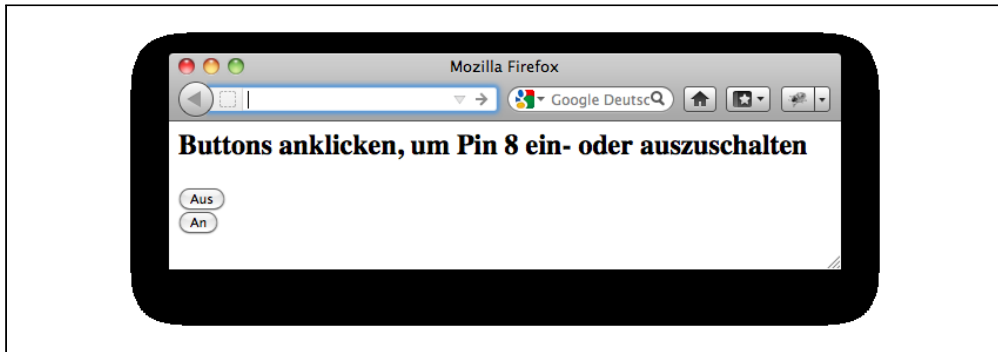 Mozilla Firefox
Google Deutsc
Buttons anklicken, um Pin 8 ein- oder auszuschalten
Aus
An